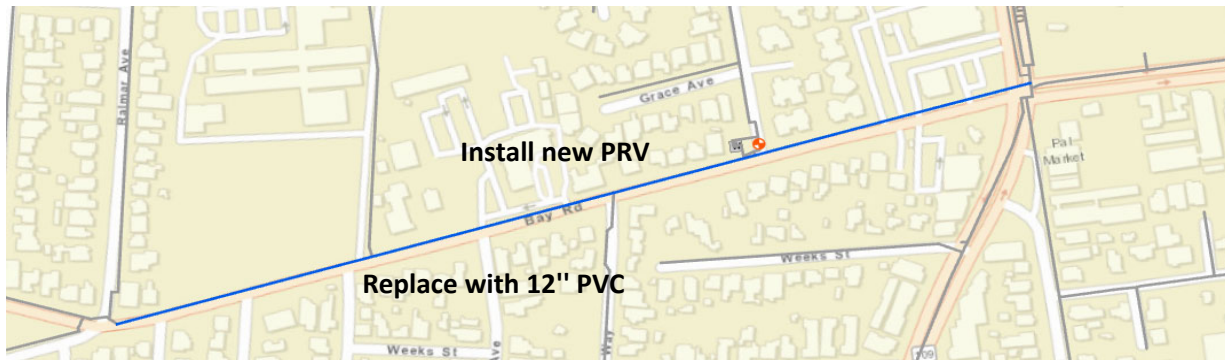 Ralmar Ave
Grace Ave
Install new PRV
Pal
Market
Bay Rd
Weeks St
Replace with 12'' PVC
Weeks St
Ave
Way
109